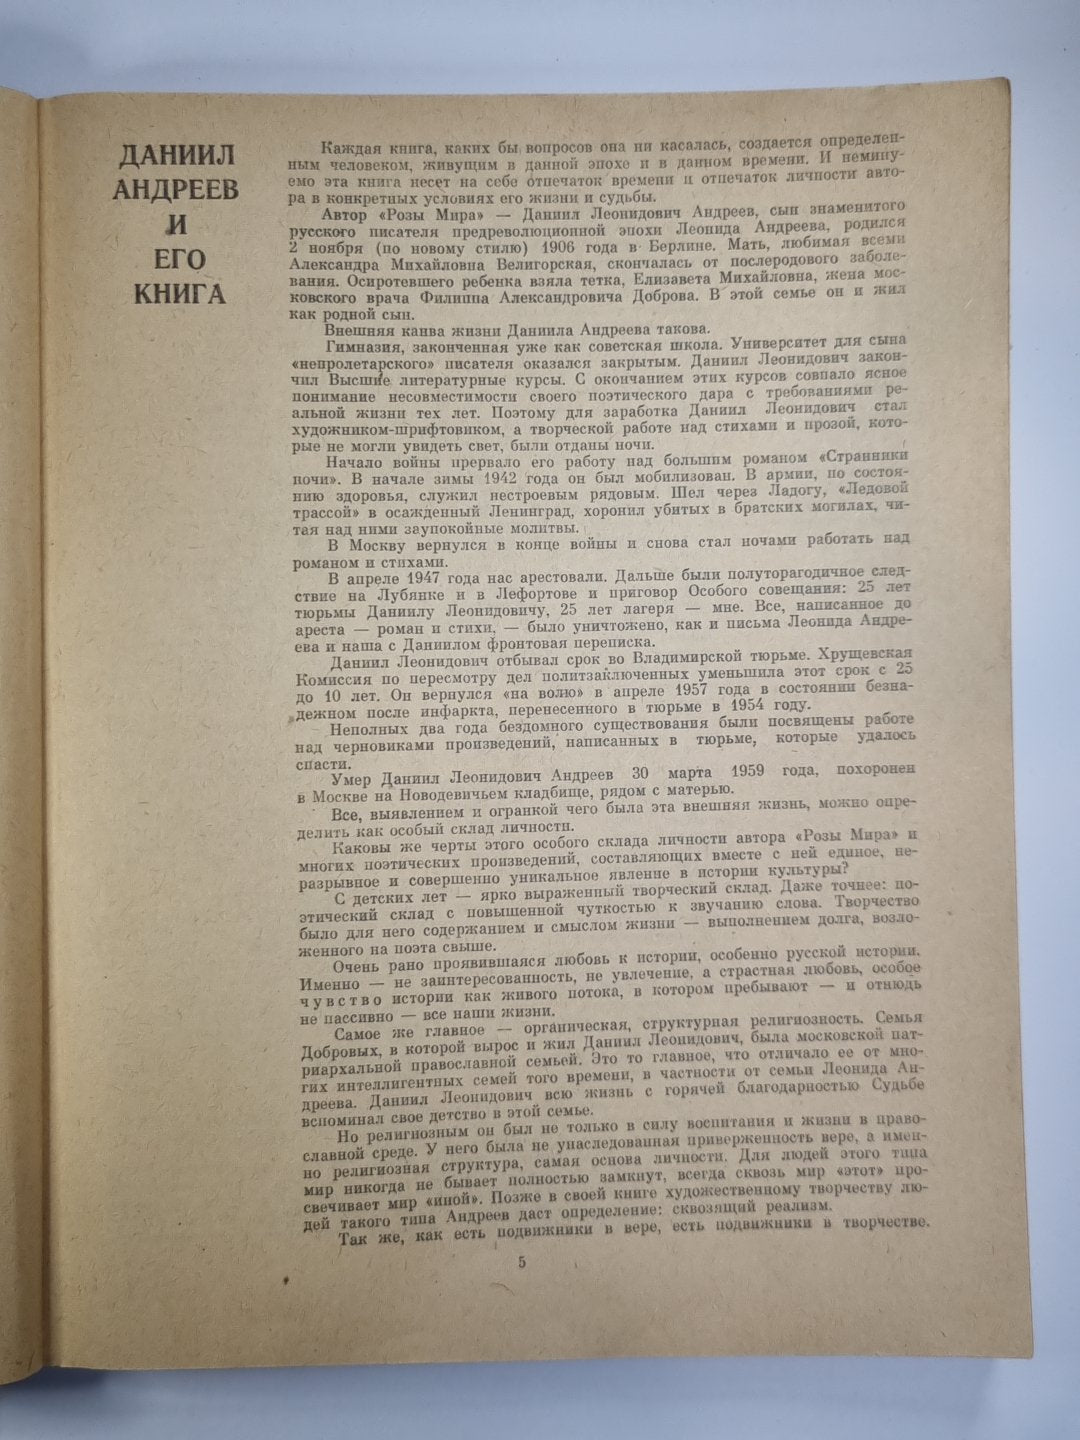 ДАНИИЛ
АНДРЕЕВ
И
ЕГО
КНИГА
Каждая книга, каких бы вопросов она ни касалась, создается определен-
ным человеком, живущим в данной эпохе и в данном времени. И немину-
емо эта книга несет на себе отпечаток времени и отпечаток личности авто-
ра в конкретных условиях его жизни и судьбы.
Автор «Розы Мира» — Даниил Леонидович Андреев, сын знаменитого
русского писателя предреволюционной эпохи Леонида Андреева, родился
2 ноября (по новому стилю) 1906 года в Берлине. Мать, любимая всеми
Александра Михайловна Велигорская, скончалась от послеродового заболе-
вания. Осиротевшего ребенка взяла тетка, Елизавета Михайловна, жена мос-
ковского врача Филиппа Александровича Доброва. В этой семье он и жил
как родной сын.
Внешняя канва жизни Даниила Андреева такова.
Гимназия, законченная уже как советская школа. Университет для сына
«непролетарского» писателя оказался закрытым. Даниил Леонидович закон-
чил Высшие литературные курсы. С окончанием этих курсов совпало ясное
понимание несовместимости своего поэтического дара с требованиями ре-
альной жизни тех лет. Поэтому для заработка Даниил Леонидович стал
художником-шрифтовиком, а творческой работе над стихами и прозой, кото-
рые не могли увидеть свет, были отданы ночи.
Начало войны прервало его работу над большим романом «Странники
ночи». В начале зимы 1942 года он был мобилизован. В армии, по состоя-
нию здоровья, служил нестроевым рядовым. Шел через Ладогу, «Ледовой
трассой» в осажденный Ленинград, хоронил убитых в братских могилах, чи-
тая над ними заупокойные молитвы.
В Москву вернулся в конце войны и снова стал ночами работать над
романом и стихами.
В апреле 1947 года нас арестовали. Дальше были полуторагодичное след-
ствие на Лубянке и в Лефортове и приговор Особого совещания: 25 лет
тюрьмы Даниилу Леонидовичу, 25 лет лагеря — мне. Все, написанное до
ареста — роман и стихи, — было уничтожено, как и письма Леонида Андре-
ева и наша с Даниилом фронтовая переписка.
Даниил Леонидович отбывал срок во Владимирской тюрьме. Хрущевская
Комиссия по пересмотру дел политзаключенных уменьшила этот срок с 25
до 10 лет. Он вернулся «на волю» в апреле 1957 года в состоянии безна-
дежном после инфаркта, перенесенного в тюрьме в 1954 году.
Неполных два года бездомного существования были посвящены работе
над черновиками произведений, написанных в тюрьме, которые удалось
спасти.
Умер Даниил Леонидович Андреев 30 марта 1959 года, похоронен
в Москве на Новодевичьем кладбище, рядом с матерью.
Все, выявлением и огранкой чего была эта внешняя жизнь, можно опре-
делить как особый склад личности.
Каковы же черты этого особого склада личности автора «Розы Мира» и
многих поэтических произведений, составляющих вместе с ней единое, не-
разрывное и совершенно уникальное явление в истории культуры?
С детских лет — ярко выраженный творческий склад. Даже точнее: по-
этический склад с повышенной чуткостью к звучанию слова. Творчество
было для него содержанием и смыслом жизни — выполнением долга, возло-
женного на поэта свыше.
Очень рано проявившаяся любовь к истории, особенно русской истории.
Именно — не заинтересованность, не увлечение, а страстная любовь, особое
чувство истории как живого потока, в котором пребывают — и отнюдь
не пассивно — все наши жизни.
Самое же главное — органическая, структурная религиозность. Семья
Добровых, в которой вырос и жил Даниил Леонидович, была московской пат-
риархальной православной семьей. Это то главное, что отличало ее от мно-
гих интеллигентных семей того времени, в частности от семьи Леонида Ан-
дреева. Даниил Леонидович всю жизнь с горячей благодарностью Судьбе
вспоминал свое детство в этой семье.
Но религиозным он был не только в силу воспитания и жизни в право-
славной среде. У него была не унаследованная приверженность вере, а имен-
но религиозная структура, самая основа личности. Для людей этого типа
мир никогда не бывает полностью замкнут, всегда сквозь мир «этот» про-
свечивает мир «иной». Позже в своей книге художественному творчеству лю-
дей такого типа Андреев даст определение: сквозящий реализм.
Так же, как есть подвижники в вере, есть подвижники в творчестве.
5